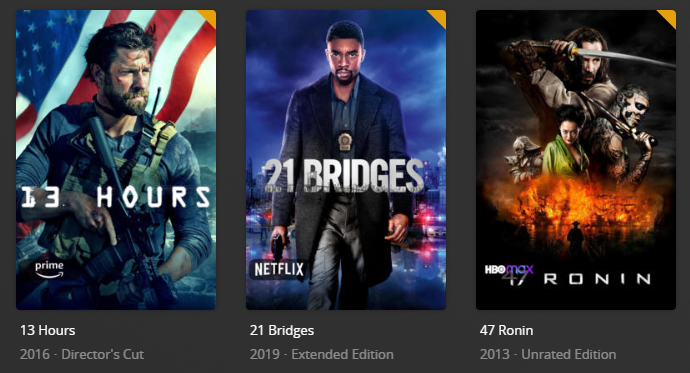 13 HOURS
prime
21 BRIDGES
NETFLIX
HBO max
47 RONIN
13 Hours
21 Bridges
47 Ronin
2016 · Director's Cut
2019 · Extended Edition
2013 · Unrated Edition